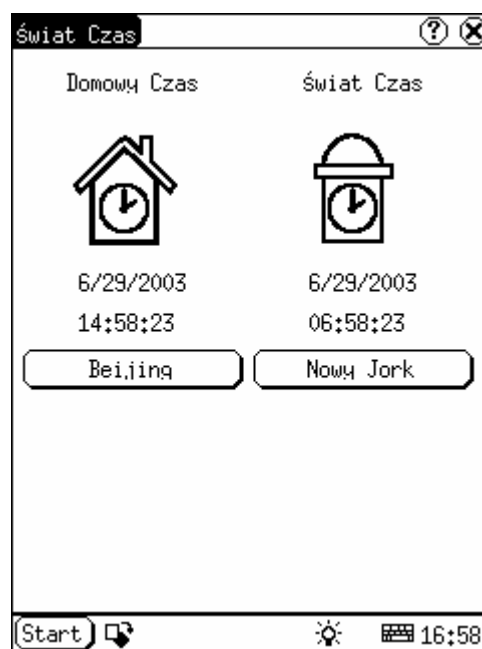 Świat Czas
Domowy Czas
Świat Czas
6/29/2003
6/29/2003
14:58:23
06:58:23
Beijing
Nowy Jork
Start
16:58